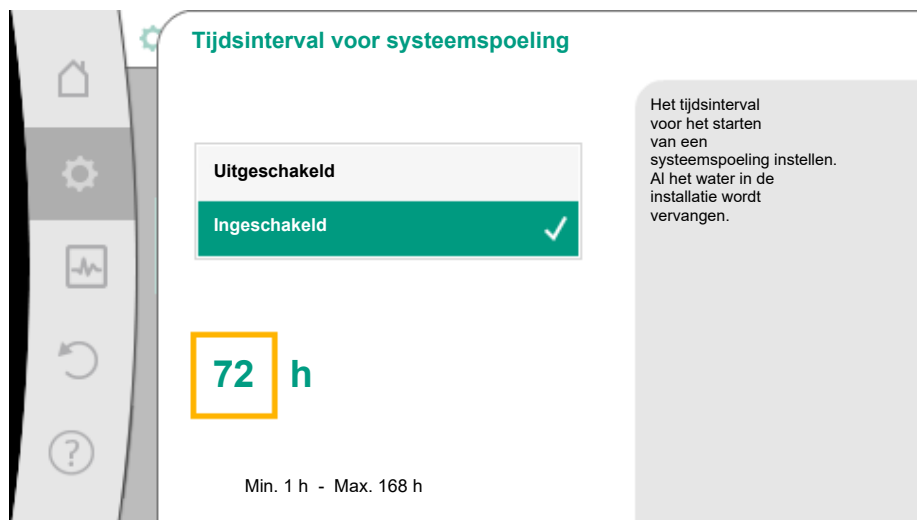 Tijdsinterval voor systeemspoeling
Uitgeschakeld
Ingeschakeld
72 h
Min. 1 h - Max. 168 h
Het tijdsinterval
voor het starten
van een
systeemspoeling instellen.
Al het water in de
installatie wordt
vervangen.
?